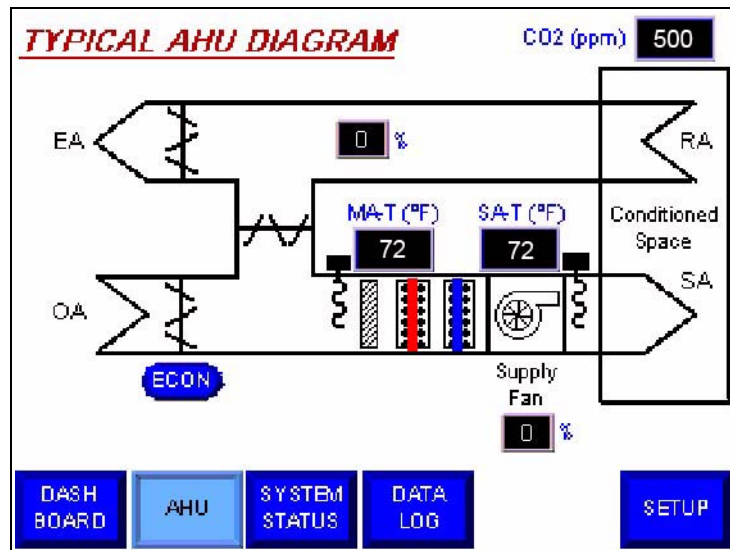 TYPICAL AHU DIAGRAM
CO2 (ppm) 500
EA
0 %
RA
MA-T (°F)
SA-T (°F)
72
72
Conditioned
Space
OA
SA
ECON
Supply
Fan
0 %
DASH
BOARD
AHU
SYSTEM
STATUS
DATA
LOG
SETUP